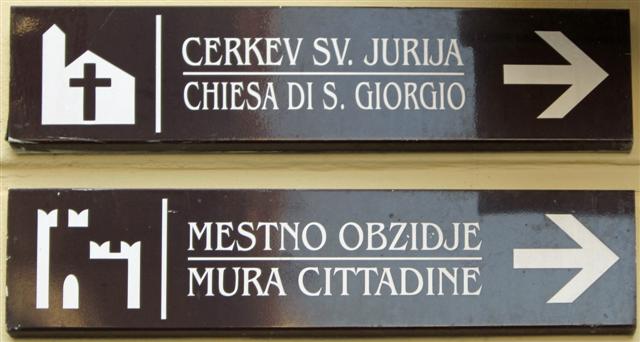 CERKEV SV. JURIJA
CHIESA DI S. GIORGIO
MESTNO OBZIDJE
MURA CITTADINE